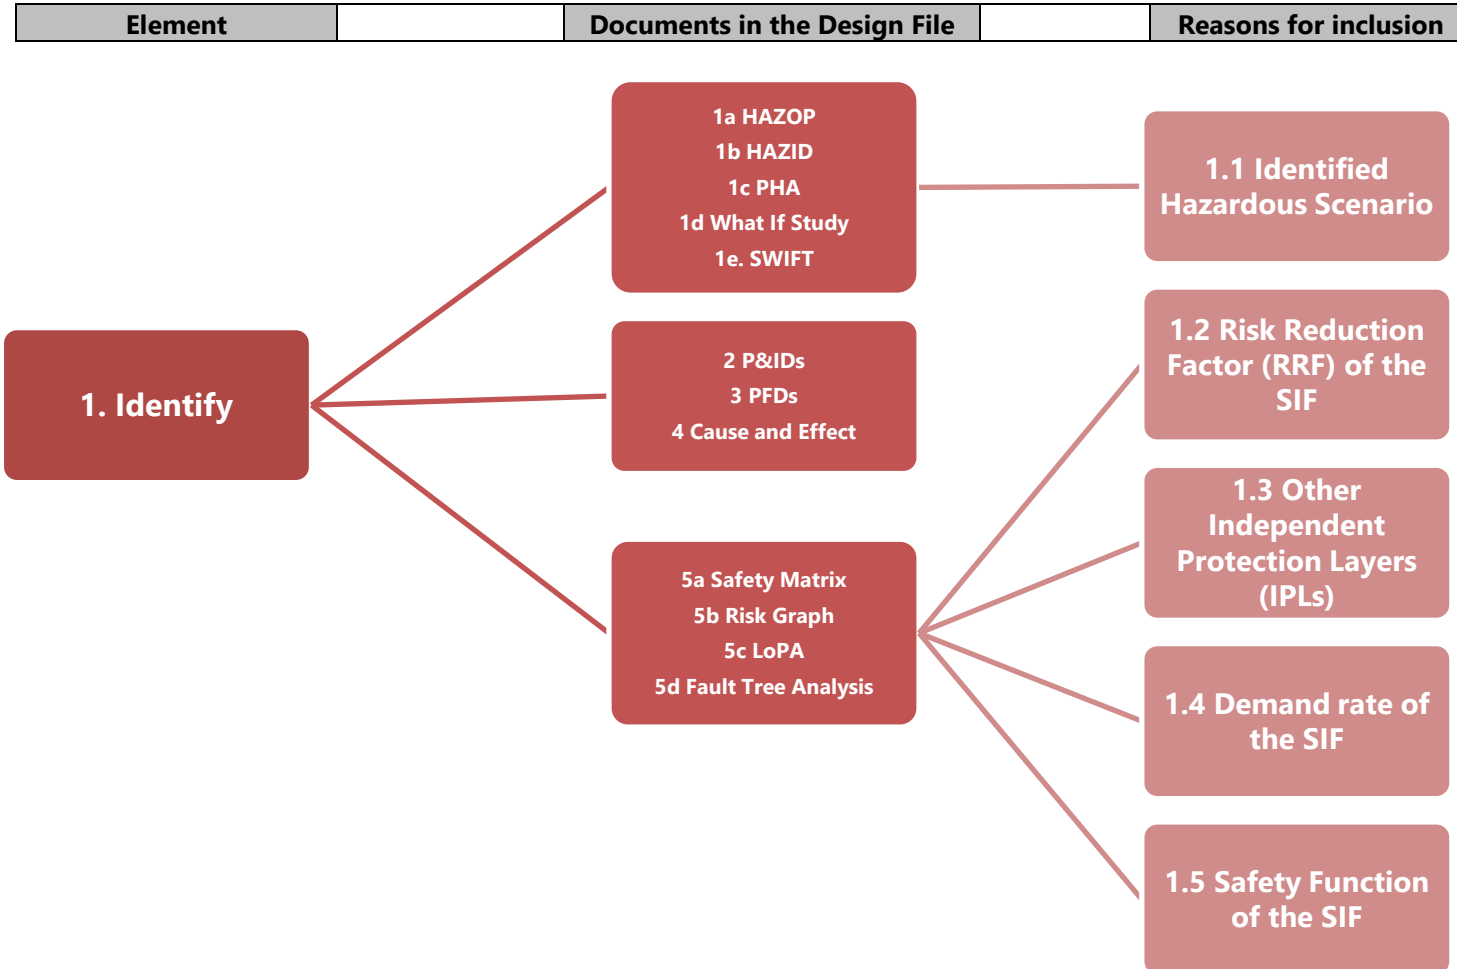 Element
Documents in the Design File
Reasons for inclusion
1. Identify
1a HAZOP
1b HAZID
1c PHA
1d What If Study
1e. SWIFT
2 P&IDs
3 PFDs
4 Cause and Effect
5a Safety Matrix
5b Risk Graph
5c LoPA
5d Fault Tree Analysis
1.1 Identified
Hazardous Scenario
1.2 Risk Reduction
Factor (RRF) of the
SIF
1.3 Other
Independent
Protection Layers
(IPLs)
1.4 Demand rate of
the SIF
1.5 Safety Function
of the SIF